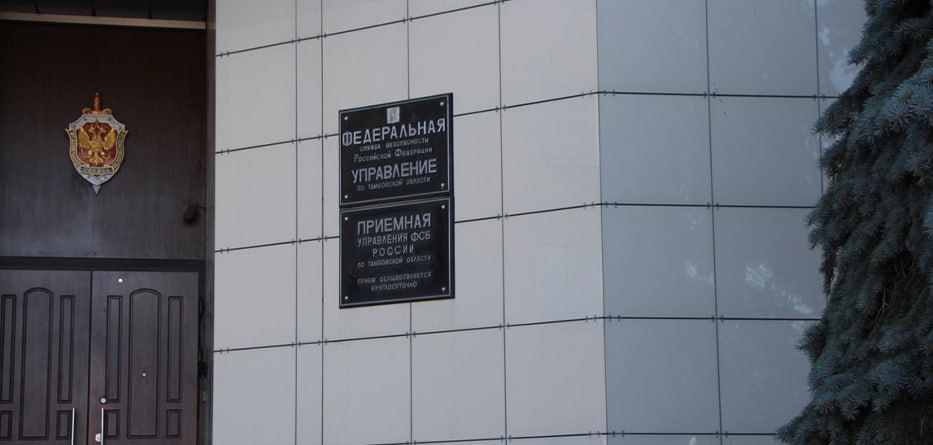 ФЕДЕРАЛЬНАЯ
СЛУЖБА БЕЗОПАСНОСТИ
РОССИЙСКОЙ ФЕДЕРАЦИИ
УПРАВЛЕНИЕ
ПО ТАМБОВСКОЙ ОБЛАСТИ
ПРИЕМНАЯ
УПРАВЛЕНИЯ ФСБ
РОССИИ
ПО ТАМБОВСКОЙ ОБЛАСТИ
ПРИЕМ ОСУЩЕСТВЛЯЕТСЯ
КРУГЛОСУТОЧНО